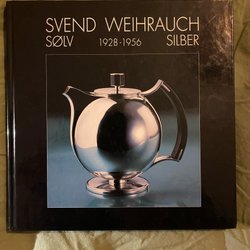 SVEND WEIHRAUCH
SØLV 1928-1956 SILBER